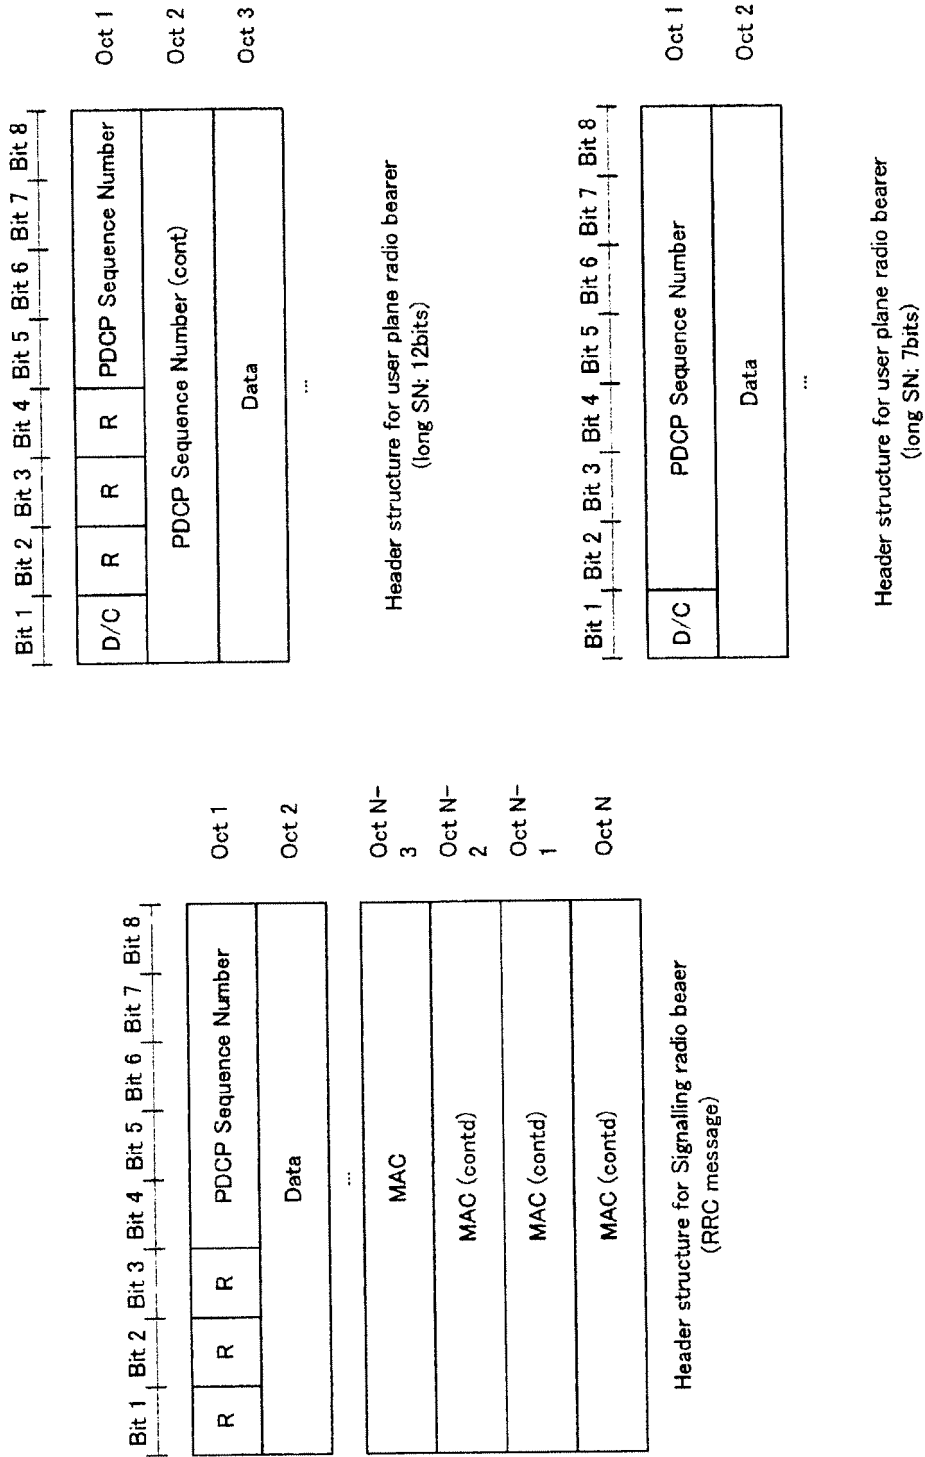 Bit 1 Bit 2 Bit 3 Bit 4 Bit 5 Bit 6 Bit 7 Bit 8
R R R PDCP Sequence Number Oct 1
Data Oct 2
...
MAC Oct N-3
MAC (contd) Oct N-2
MAC (contd) Oct N-1
MAC (contd) Oct N
Header structure for Signalling radio beaer
(RRC message)
Bit 1 Bit 2 Bit 3 Bit 4 Bit 5 Bit 6 Bit 7 Bit 8
D/C R R R PDCP Sequence Number Oct 1
PDCP Sequence Number (cont) Oct 2
Data Oct 3
...
Header structure for user plane radio bearer
(long SN: 12bits)
Bit 1 Bit 2 Bit 3 Bit 4 Bit 5 Bit 6 Bit 7 Bit 8
D/C PDCP Sequence Number Oct 1
Data Oct 2
...
Header structure for user plane radio bearer
(long SN: 7bits)